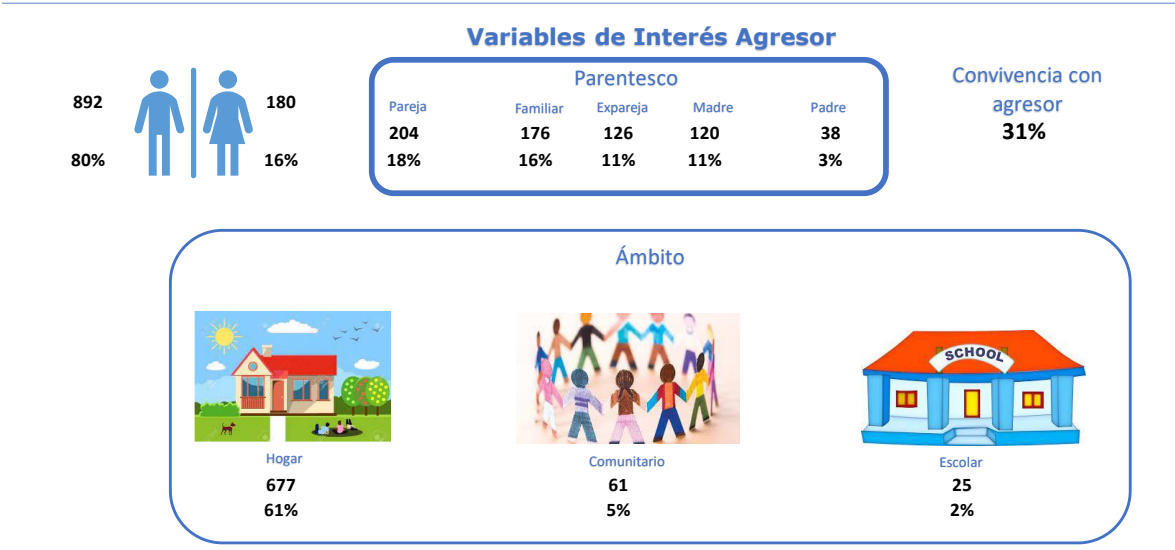 Variables de Interés Agresor
892
180
80%
16%
Parentesco
Pareja Familiar Expareja Madre Padre
204 176 126 120 38
18% 16% 11% 11% 3%
Convivencia con
agresor
31%
Ámbito
SCHOOL
Hogar Comunitario Escolar
677 61 25
61% 5% 2%